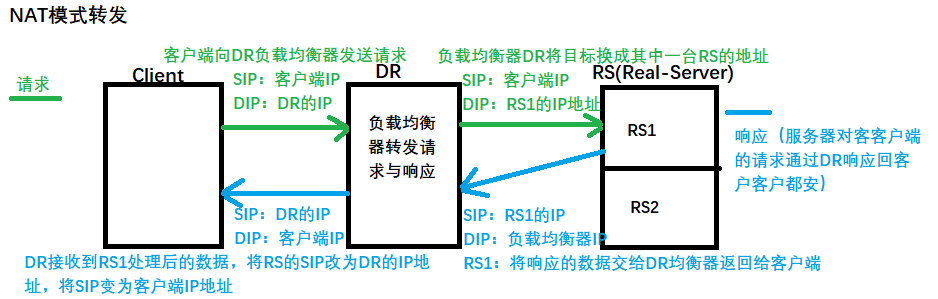 NAT模式转发
客户端向DR负载均衡器发送请求
负载均衡器DR将目标换成其中一台RS的地址
请求
Client
SIP：客户端IP
DIP：DR的IP
DR
SIP：客户端IP
DIP：RS1的IP地址
RS(Real-Server)
负载均衡
器转发请
求与响应
RS1
RS2
响应（服务器对客客户端
的请求通过DR响应回客
户客户都安）
SIP：DR的IP
DIP：客户端IP
SIP：RS1的IP
DIP：负载均衡器IP
RS1：将响应的数据交给DR均衡器返回给客户端
DR接收到RS1处理后的数据，将RS的SIP改为DR的IP地
址，将SIP变为客户端IP地址